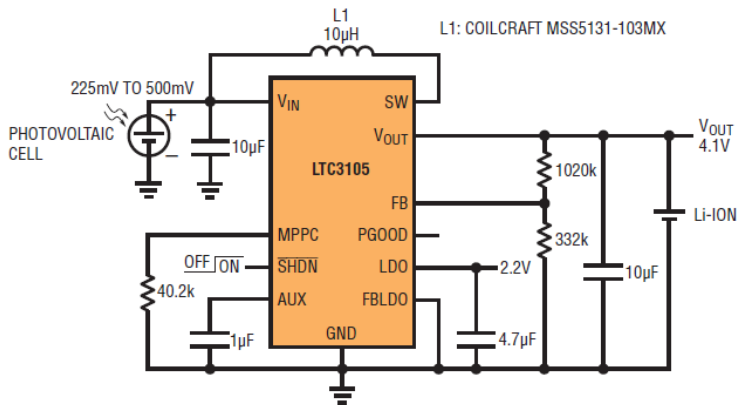 L1
10µH
L1: COILCRAFT MSS5131-103MX
225mV TO 500mV
PHOTOVOLTAIC
CELL
+
–
10µF
VIN
SW
VOUT
LTC3105
FB
MPPC
PGOOD
OFF ON
SHDN
LDO
AUX
FBLDO
GND
40.2k
1µF
2.2V
4.7µF
1020k
332k
10µF
VOUT
4.1V
Li-ION